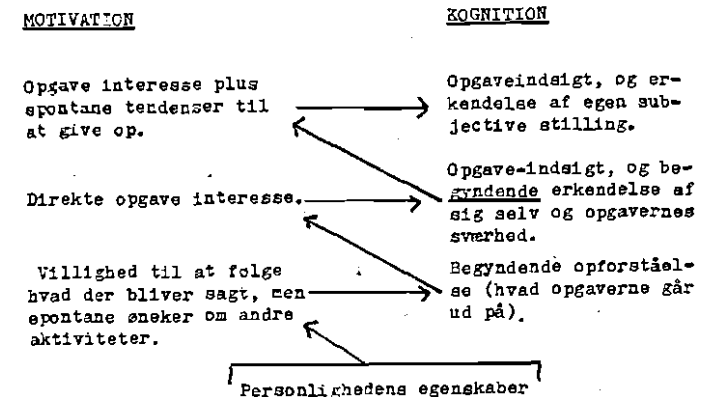 MOTIVATION
KOGNITION
Opgave interesse plus
spontane tendenser til
at give op.
Opgaveindsigt, og er-
kendelse af egen sub-
jective stilling.
Direkte opgave interesse.
Opgave-indsigt, og be-
gyndende erkendelse af
sig selv og opgavernes
sværhed.
Villighed til at følge
hvad der bliver sagt, men
spontane ønsker om andre
aktiviteter.
Begyndende opforståel-
se (hvad opgaverne går
ud på).
Personlighedens egenskaber